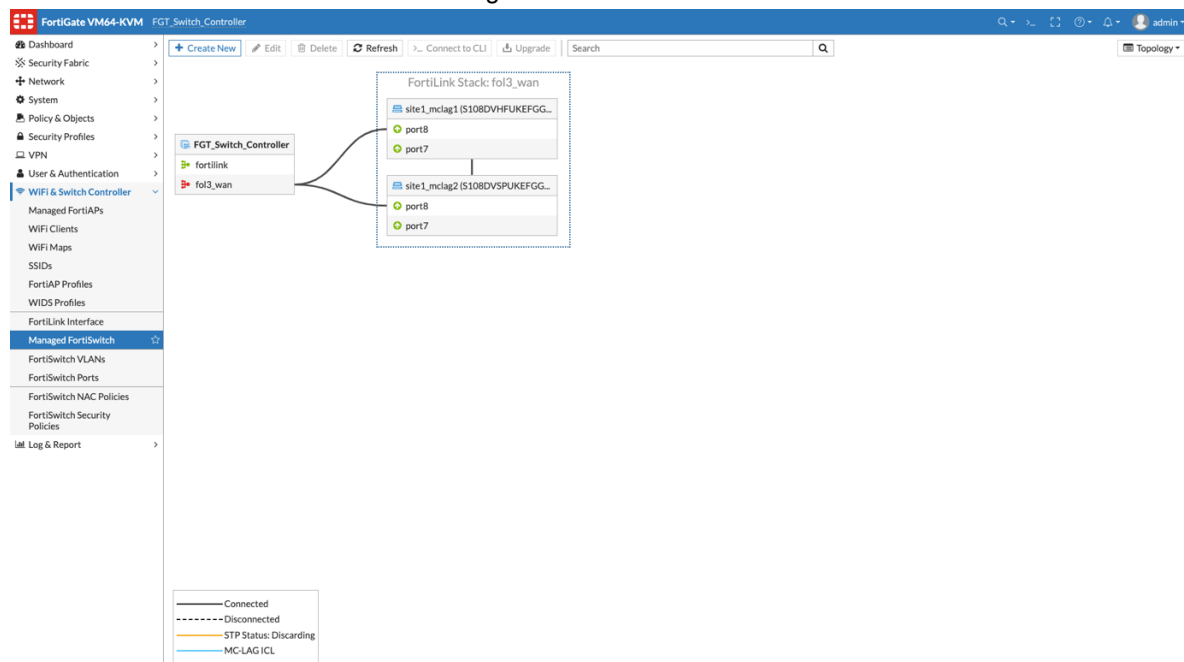 FortiGate VM64-KVM FGT_Switch_Controller admin
Dashboard
Security Fabric
Network
System
Policy & Objects
Security Profiles
VPN
User & Authentication
WiFi & Switch Controller
Managed FortiAPs
WiFi Clients
WiFi Maps
SSIDs
FortiAP Profiles
WIDS Profiles
FortiLink Interface
Managed FortiSwitch
FortiSwitch VLANs
FortiSwitch Ports
FortiSwitch NAC Policies
FortiSwitch Security
Policies
Log & Report
+ Create New Edit Delete Refresh >_ Connect to CLI Upgrade Search Topology
FortiLink Stack: fol3_wan
site1_mclag1 (S108DVHFUKEFGG...
port8
port7
FGT_Switch_Controller
fortilink
fol3_wan
site1_mclag2 (S108DVSPUKEFGG...
port8
port7
Connected
Disconnected
STP Status: Discarding
MC-LAG ICL